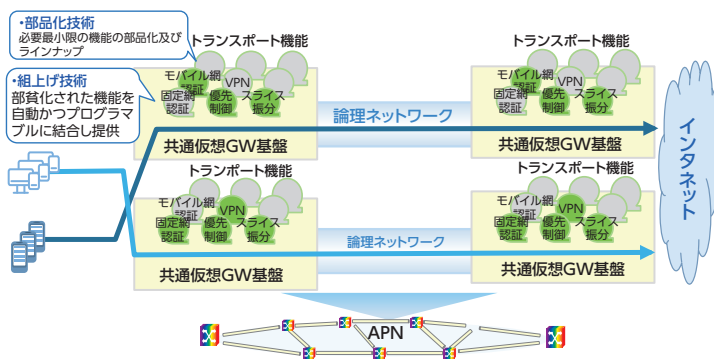 ・部品化技術
必要最小限の機能の部品化及び
ラインナップ
・組上げ技術
部貧化された機能を
自動かつプログラマ
ブルに結合し提供
トランスポート機能
モバイル網
認証
VPN
固定網
認証
優先
制御
スライス
振分
共通仮想GW基盤
論理ネットワーク
トランスポート機能
モバイル網
認証
VPN
固定網
認証
優先
制御
スライス
振分
共通仮想GW基盤
インタネット
トランポート機能
モバイル網
認証
VPN
固定網
認証
優先
制御
スライス
振分
共通仮想GW基盤
論理ネットワーク
トランスポート機能
モバイル網
認証
VPN
固定網
認証
優先
制御
スライス
振分
共通仮想GW基盤
APN